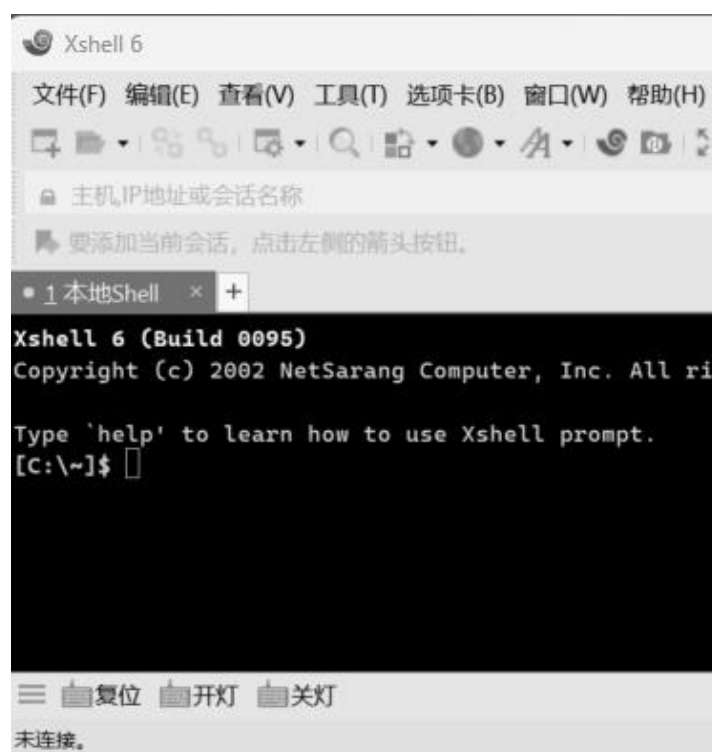 Xshell 6
文件(F) 编辑(E) 查看(V) 工具(T) 选项卡(B) 窗口(W) 帮助(H)
主机,IP地址或会话名称
要添加当前会话，点击左侧的箭头按钮。
1 本地Shell × +
Xshell 6 (Build 0095)
Copyright (c) 2002 NetSarang Computer, Inc. All ri
Type `help' to learn how to use Xshell prompt.
[C:\~]$
复位 开灯 关灯
未连接。